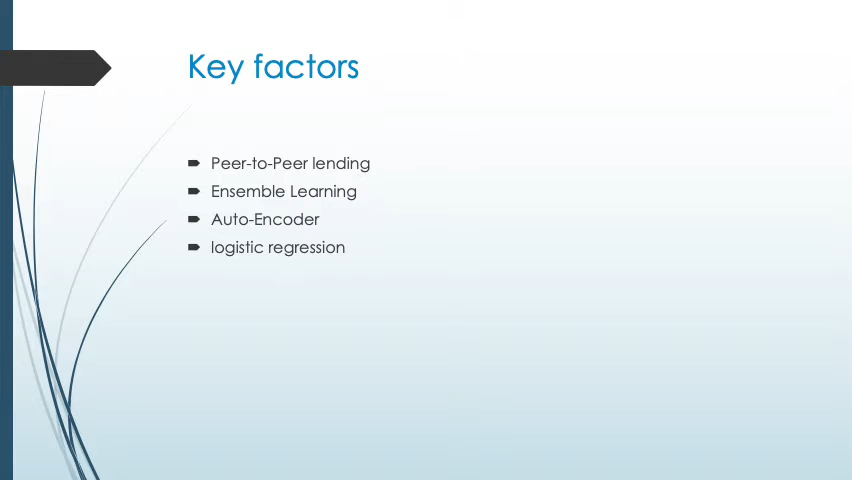 Key factors
Peer-to-Peer lending
Ensemble Learning
Auto-Encoder
logistic regression